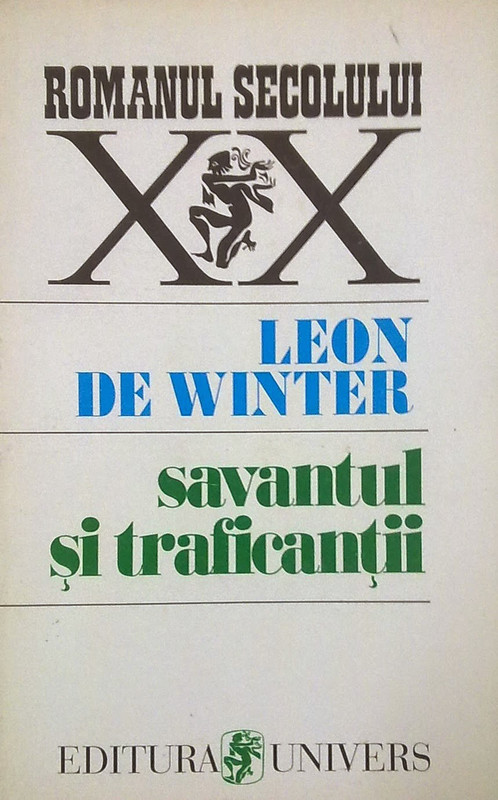 ROMANUL SECOLULUI
XX
LEON
DE WINTER
savantul
și traficanții
EDITURA UNIVERS